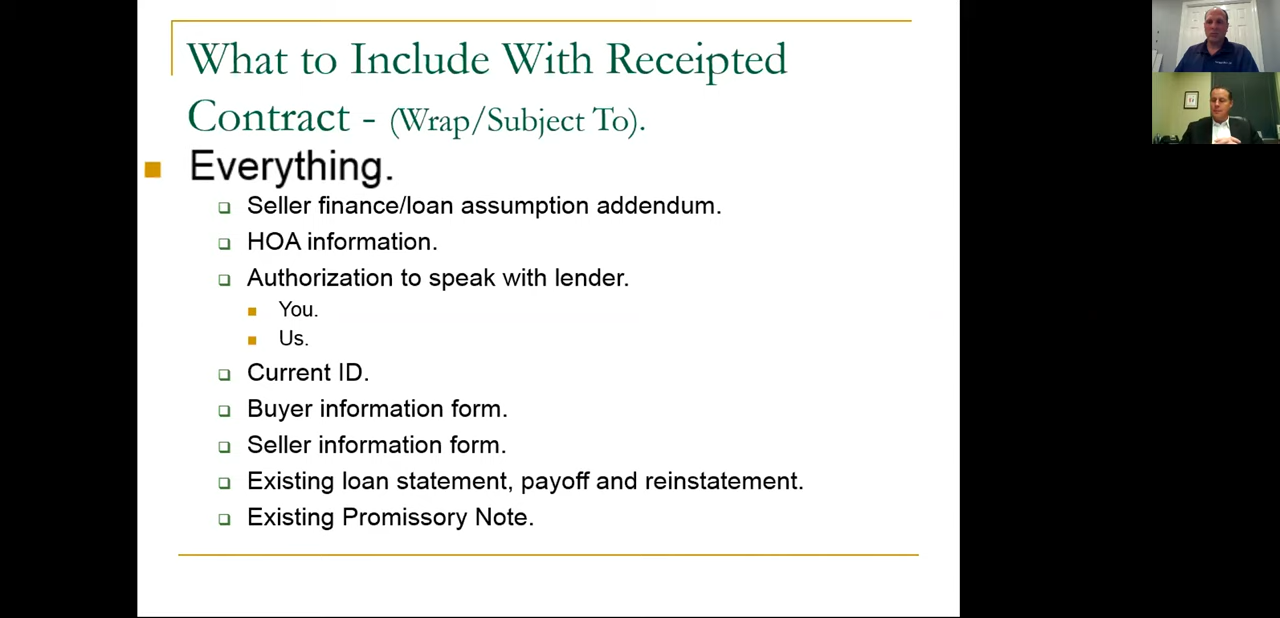 What to Include With Receipted
Contract - (Wrap/Subject To).
Everything.
Seller finance/loan assumption addendum.
HOA information.
Authorization to speak with lender.
You.
Us.
Current ID.
Buyer information form.
Seller information form.
Existing loan statement, payoff and reinstatement.
Existing Promissory Note.